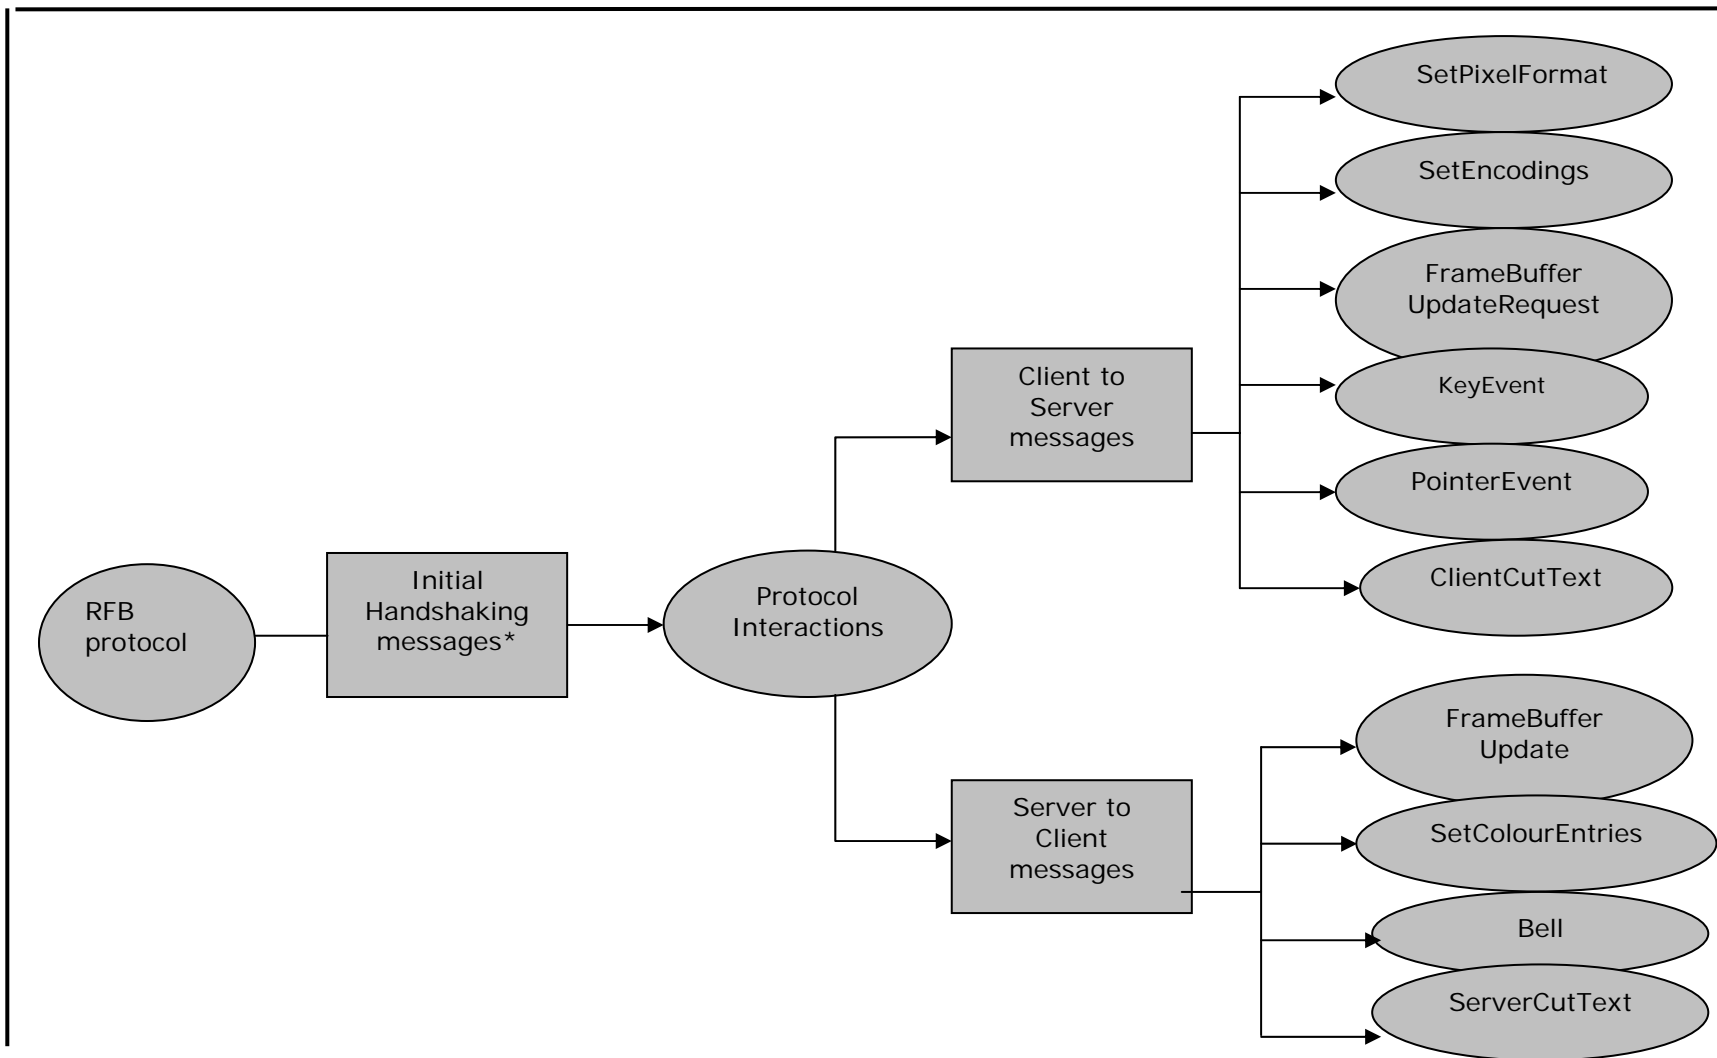 RFB
protocol
Initial
Handshaking
messages*
Protocol
Interactions
Client to
Server
messages
SetPixelFormat
SetEncodings
FrameBuffer
UpdateRequest
KeyEvent
PointerEvent
ClientCutText
Server to
Client
messages
FrameBuffer
Update
SetColourEntries
Bell
ServerCutText